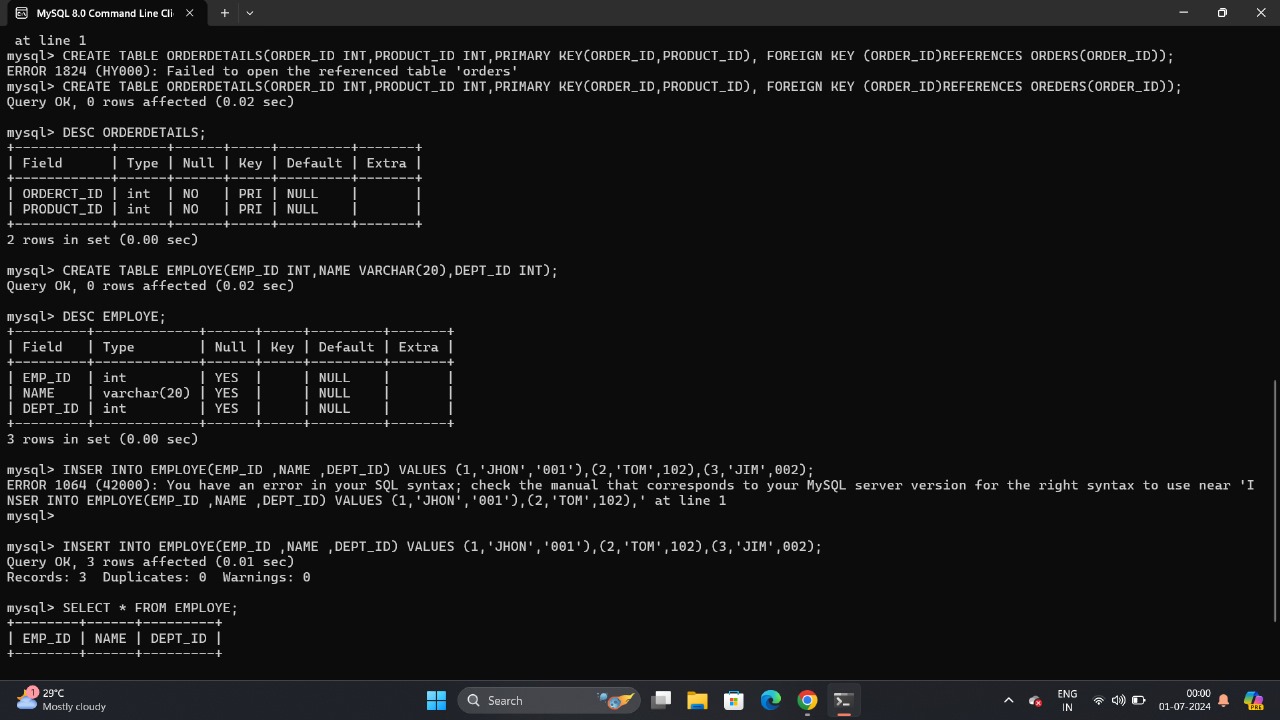 MySQL 8.0 Command Line Cli
at line 1
mysql> CREATE TABLE ORDERDETAILS(ORDER_ID INT,PRODUCT_ID INT,PRIMARY KEY(ORDER_ID,PRODUCT_ID), FOREIGN KEY (ORDER_ID)REFERENCES ORDERS(ORDER_ID));
ERROR 1824 (HY000): Failed to open the referenced table 'orders'
mysql> CREATE TABLE ORDERDETAILS(ORDER_ID INT,PRODUCT_ID INT,PRIMARY KEY(ORDER_ID,PRODUCT_ID), FOREIGN KEY (ORDER_ID)REFERENCES OREDERS(ORDER_ID));
Query OK, 0 rows affected (0.02 sec)
mysql> DESC ORDERDETAILS;
+------------+------+------+-----+---------+-------+
| Field      | Type | Null | Key | Default | Extra |
+------------+------+------+-----+---------+-------+
| ORDERCT_ID | int  | NO   | PRI | NULL    |       |
| PRODUCT_ID | int  | NO   | PRI | NULL    |       |
+------------+------+------+-----+---------+-------+
2 rows in set (0.00 sec)
mysql> CREATE TABLE EMPLOYE(EMP_ID INT,NAME VARCHAR(20),DEPT_ID INT);
Query OK, 0 rows affected (0.02 sec)
mysql> DESC EMPLOYE;
+---------+-------------+------+-----+---------+-------+
| Field   | Type        | Null | Key | Default | Extra |
+---------+-------------+------+-----+---------+-------+
| EMP_ID  | int         | YES  |     | NULL    |       |
| NAME    | varchar(20) | YES  |     | NULL    |       |
| DEPT_ID | int         | YES  |     | NULL    |       |
+---------+-------------+------+-----+---------+-------+
3 rows in set (0.00 sec)
mysql> INSER INTO EMPLOYE(EMP_ID ,NAME ,DEPT_ID) VALUES (1,'JHON','001'),(2,'TOM',102),(3,'JIM',002);
ERROR 1064 (42000): You have an error in your SQL syntax; check the manual that corresponds to your MySQL server version for the right syntax to use near 'I
NSER INTO EMPLOYE(EMP_ID ,NAME ,DEPT_ID) VALUES (1,'JHON','001'),(2,'TOM',102),' at line 1
mysql>
mysql> INSERT INTO EMPLOYE(EMP_ID ,NAME ,DEPT_ID) VALUES (1,'JHON','001'),(2,'TOM',102),(3,'JIM',002);
Query OK, 3 rows affected (0.01 sec)
Records: 3  Duplicates: 0  Warnings: 0
mysql> SELECT * FROM EMPLOYE;
+--------+------+---------+
| EMP_ID | NAME | DEPT_ID |
+--------+------+---------+
1
29°C
Mostly cloudy
Search
PRE
ENG
IN
00:00
01-07-2024